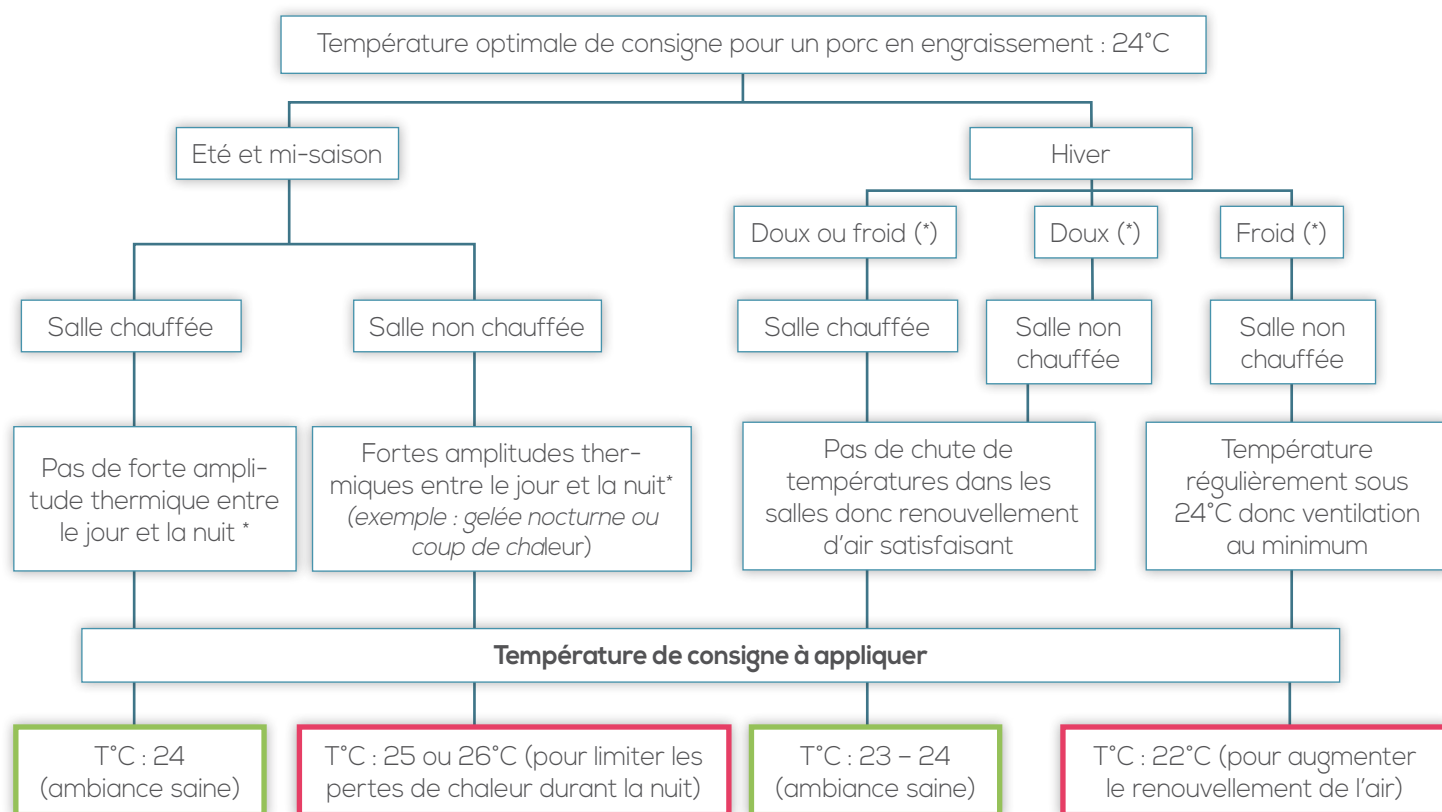 Température optimale de consigne pour un porc en engraissement : 24°C
Eté et mi-saison
Hiver
Doux ou froid (*)
Doux (*)
Froid (*)
Salle chauffée
Salle non chauffée
Salle chauffée
Salle non
chauffée
Salle non
chauffée
Pas de forte ampli-
tude thermique entre
le jour et la nuit *
Fortes amplitudes ther-
miques entre le jour et la nuit*
(exemple : gelée nocturne ou
coup de chaleur)
Pas de chute de
températures dans les
salles donc renouvellement
d'air satisfaisant
Température
régulièrement sous
24°C donc ventilation
au minimum
Température de consigne à appliquer
T°C : 24
(ambiance saine)
T°C : 25 ou 26°C (pour limiter les
pertes de chaleur durant la nuit)
T°C : 23 – 24
(ambiance saine)
T°C : 22°C (pour augmenter
le renouvellement de l'air)